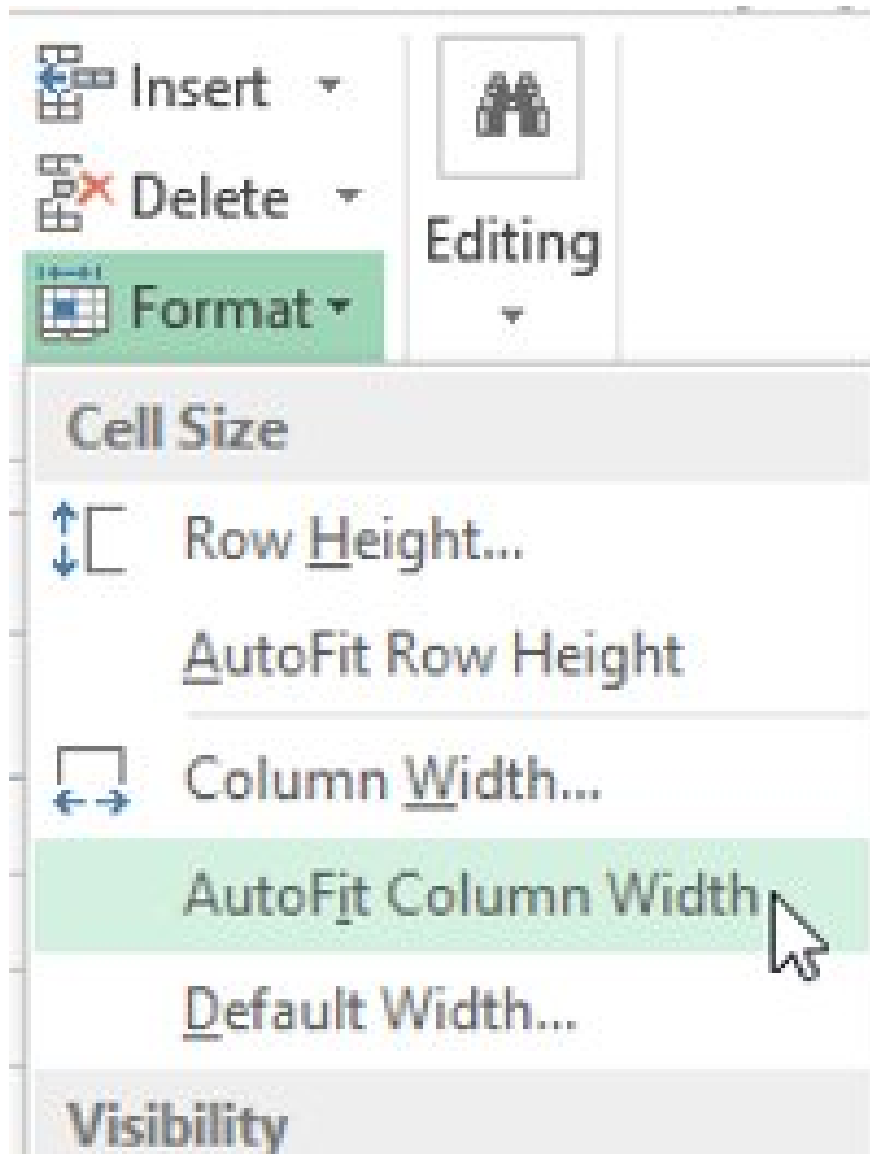 Insert
Delete
Format
Editing
Cell Size
Row Height...
AutoFit Row Height
Column Width...
AutoFit Column Width
Default Width...
Visibility